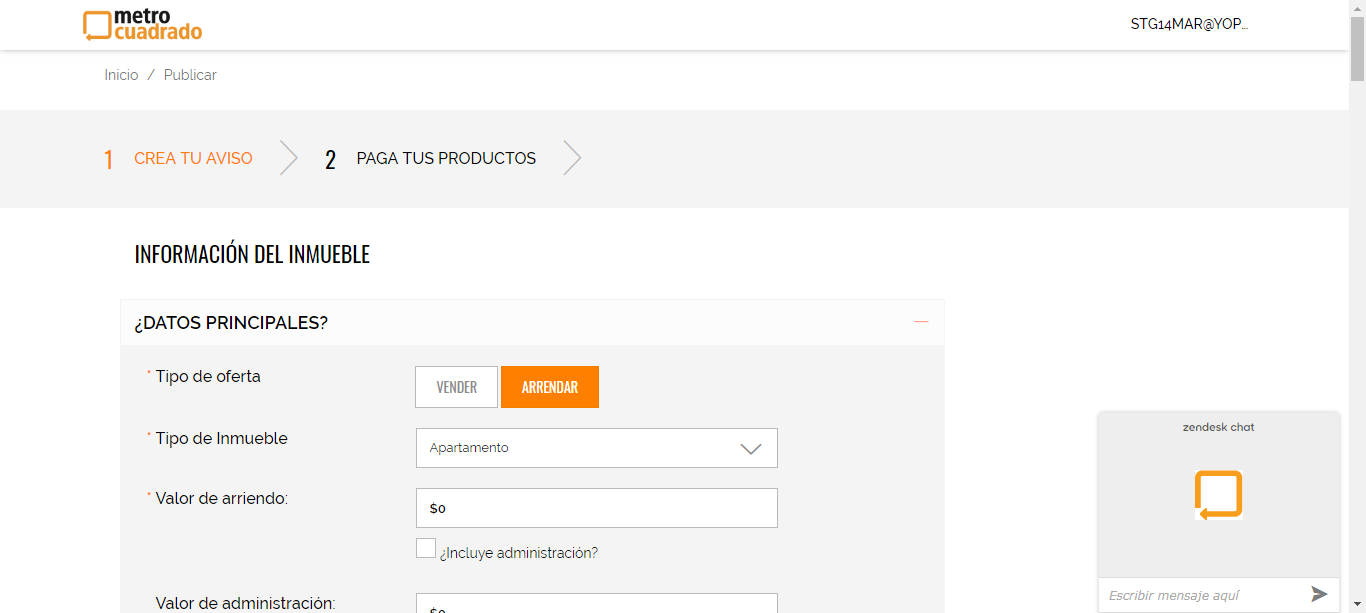 metro
cuadrado
STG14MAR@YOP...
Inicio / Publicar
1 CREA TU AVISO 2 PAGA TUS PRODUCTOS
INFORMACIÓN DEL INMUEBLE
¿DATOS PRINCIPALES?
* Tipo de oferta VENDER ARRENDAR
* Tipo de Inmueble Apartamento
* Valor de arriendo: $0
¿Incluye administración?
Valor de administración: $0
zendesk chat
Escribir mensaje aquí